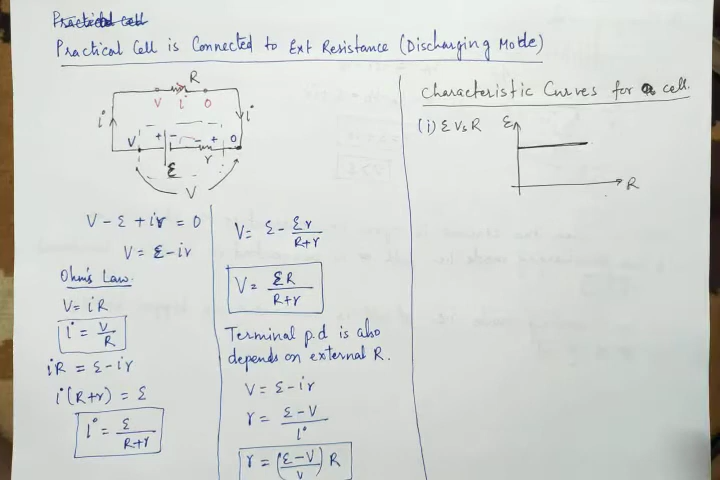 Practical cell
Practical Cell is Connected to Ext Resistance (Discharging Mode)
R
V i 0
i i
V + - - + 0
ε r
V
V - ε + ir = 0
V = ε - ir
Ohm's Law.
V = iR
i = V/R
iR = ε - ir
i(R+r) = ε
i = ε/(R+r)
V = ε - εr/(R+r)
V = εR/(R+r)
Terminal p.d is also
depends on external R.
V = ε - ir
r = (ε-V)/i
r = ((ε-V)/V) R
Characteristic Curves for a cell.
(i) ε Vs R
ε
R